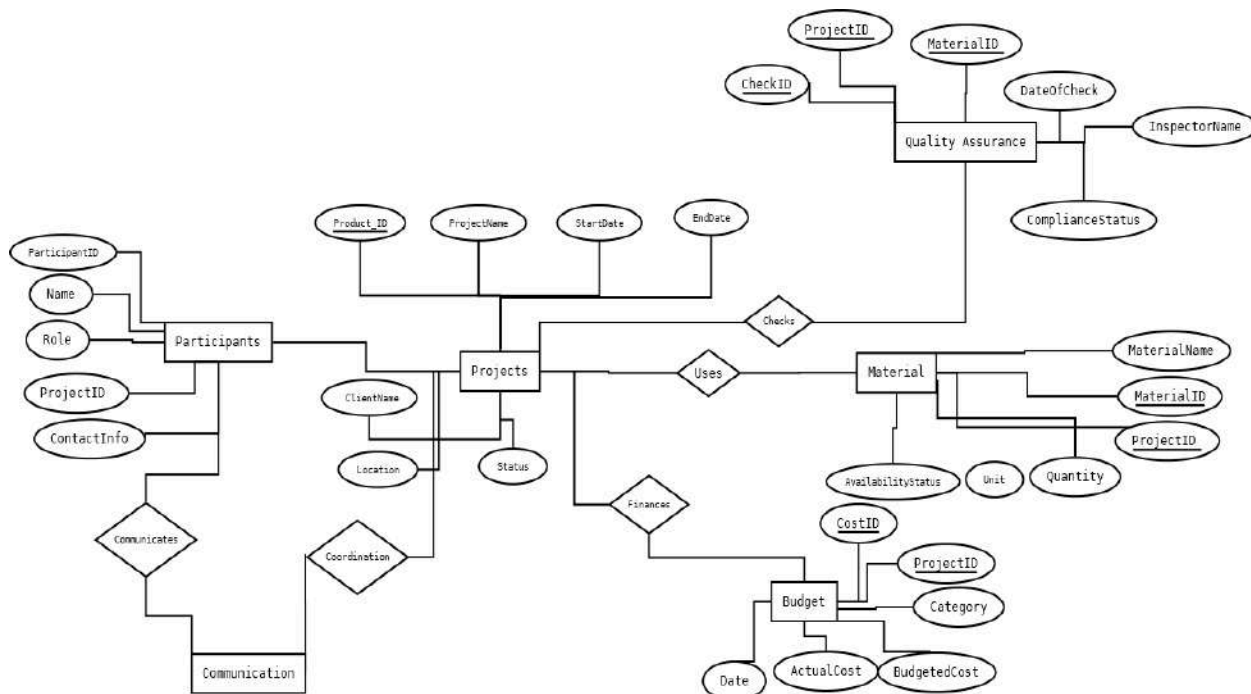 ProjectID
MaterialID
CheckID
DateOfCheck
InspectorName
Quality Assurance
ComplianceStatus
Product_ID
ProjectName
StartDate
EndDate
ParticipantID
Name
Role
Participants
ProjectID
ContactInfo
Projects
ClientName
Location
Status
Checks
Uses
Material
MaterialName
MaterialID
ProjectID
Quantity
Unit
AvailabilityStatus
Finances
CostID
ProjectID
Category
Budget
Date
ActualCost
BudgetedCost
Communicates
Coordination
Communication